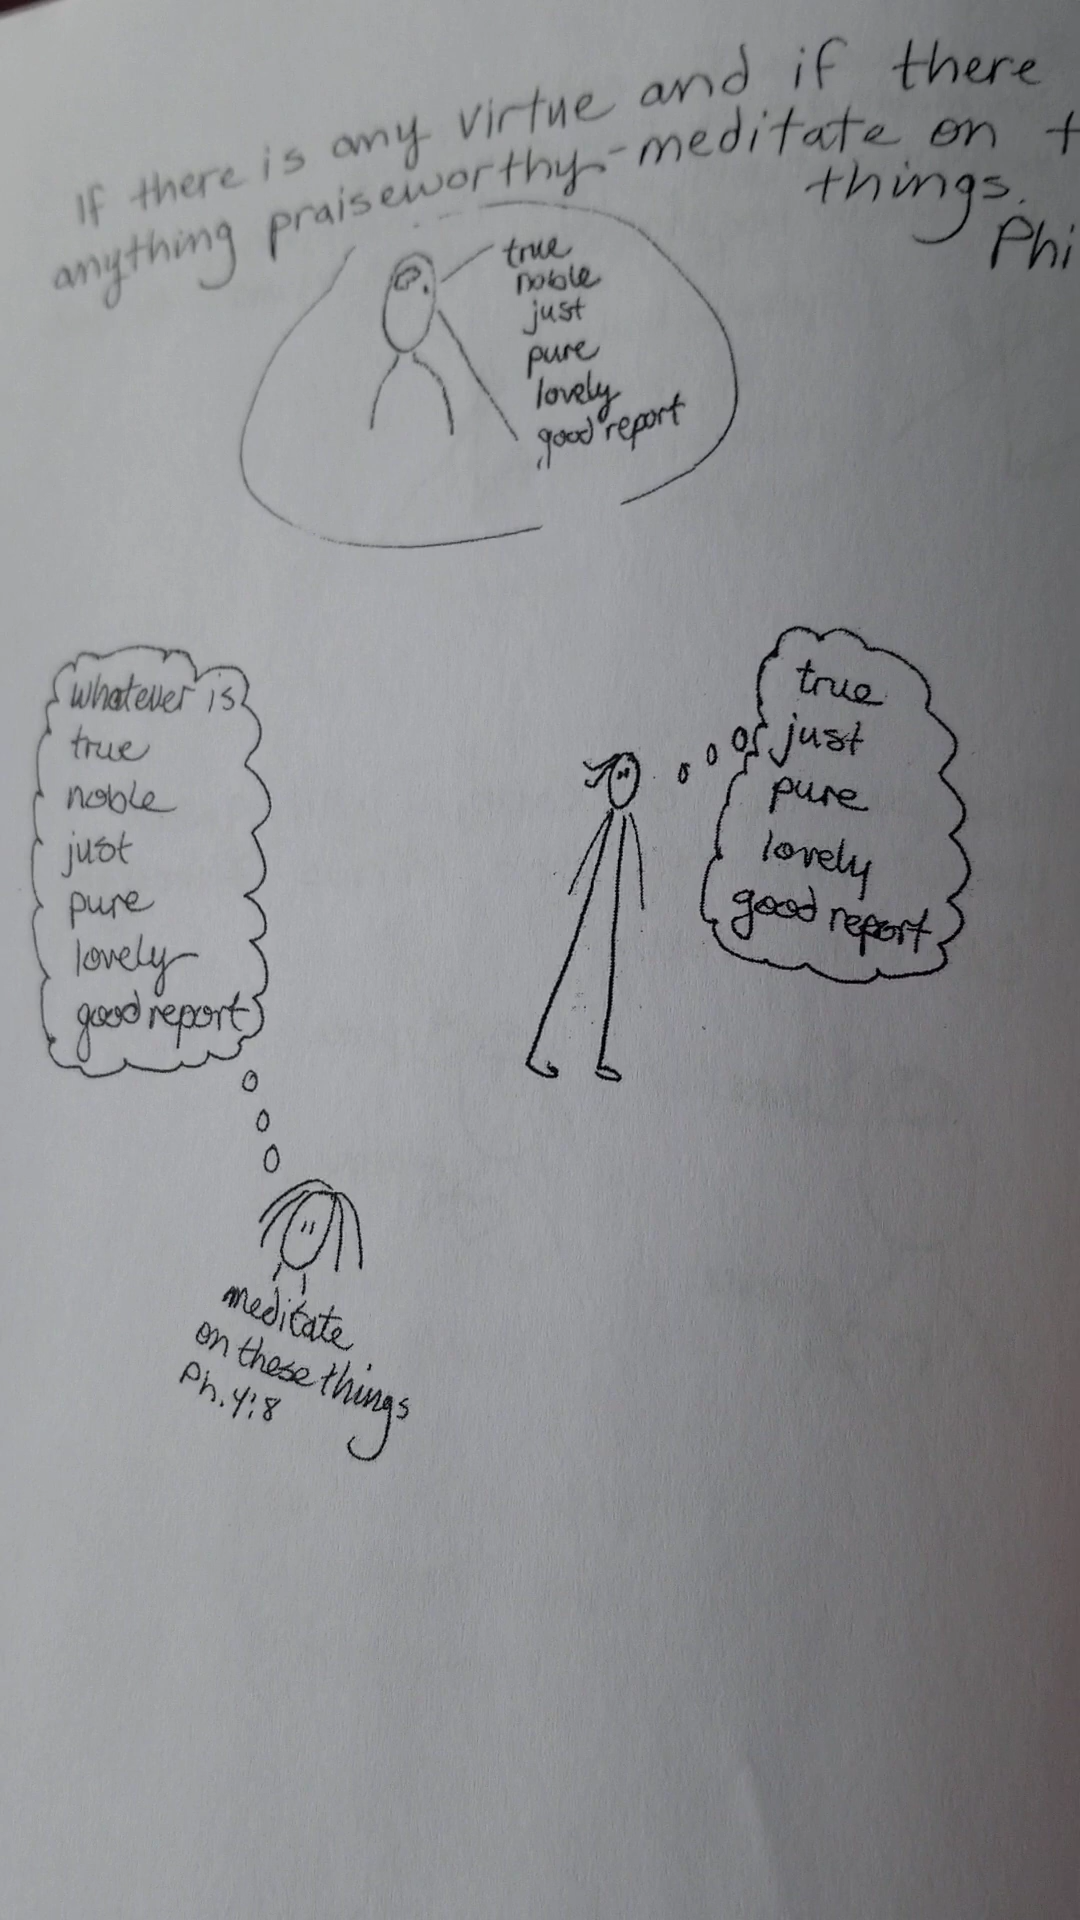 If there is any virtue and if there
anything praiseworthy-meditate on
things.
Phi
true
noble
just
pure
lovely
good report
whatever is
true
noble
just
pure
lovely
good report
true
just
pure
lovely
good report
meditate
on these things
Ph. 4:8